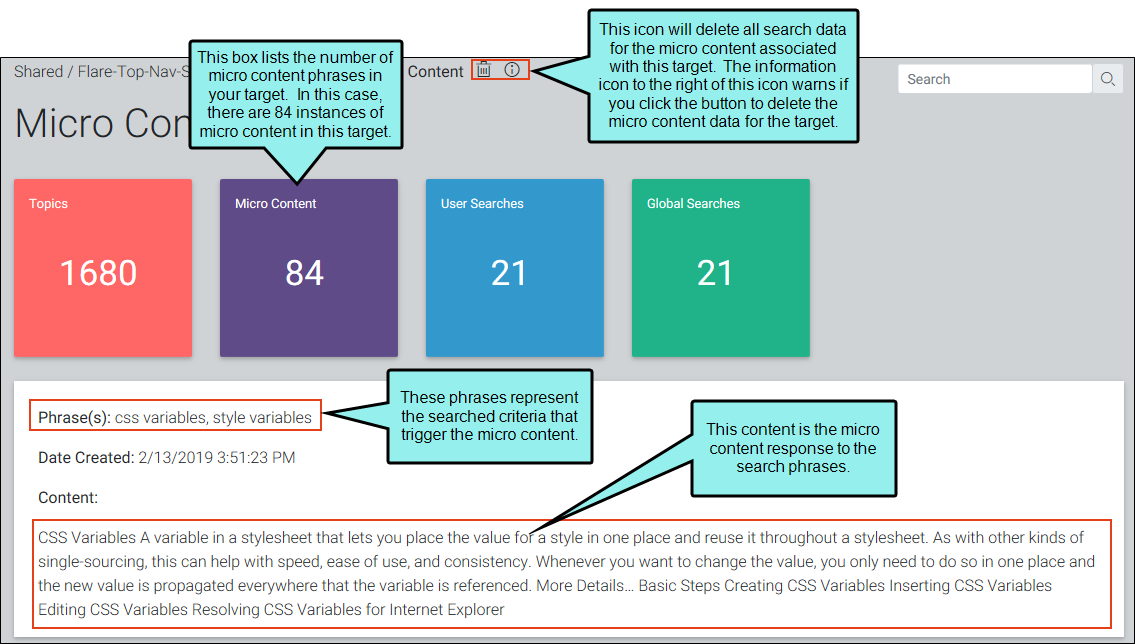 This icon will delete all search data
for the micro content associated
with this target. The information
icon to the right of this icon warns if
you click the button to delete the
micro content data for the target.
This box lists the number of
micro content phrases in
your target. In this case,
there are 84 instances of
micro content in this target.
Shared / Flare-Top-Nav-S
Content
Search
Micro Con
Topics
1680
Micro Content
84
User Searches
21
Global Searches
21
Phrase(s): css variables, style variables
These phrases represent
the searched criteria that
trigger the micro content.
This content is the micro
content response to the
search phrases.
Date Created: 2/13/2019 3:51:23 PM
Content:
CSS Variables A variable in a stylesheet that lets you place the value for a style in one place and reuse it throughout a stylesheet. As with other kinds of
single-sourcing, this can help with speed, ease of use, and consistency. Whenever you want to change the value, you only need to do so in one place and
the new value is propagated everywhere that the variable is referenced. More Details... Basic Steps Creating CSS Variables Inserting CSS Variables
Editing CSS Variables Resolving CSS Variables for Internet Explorer